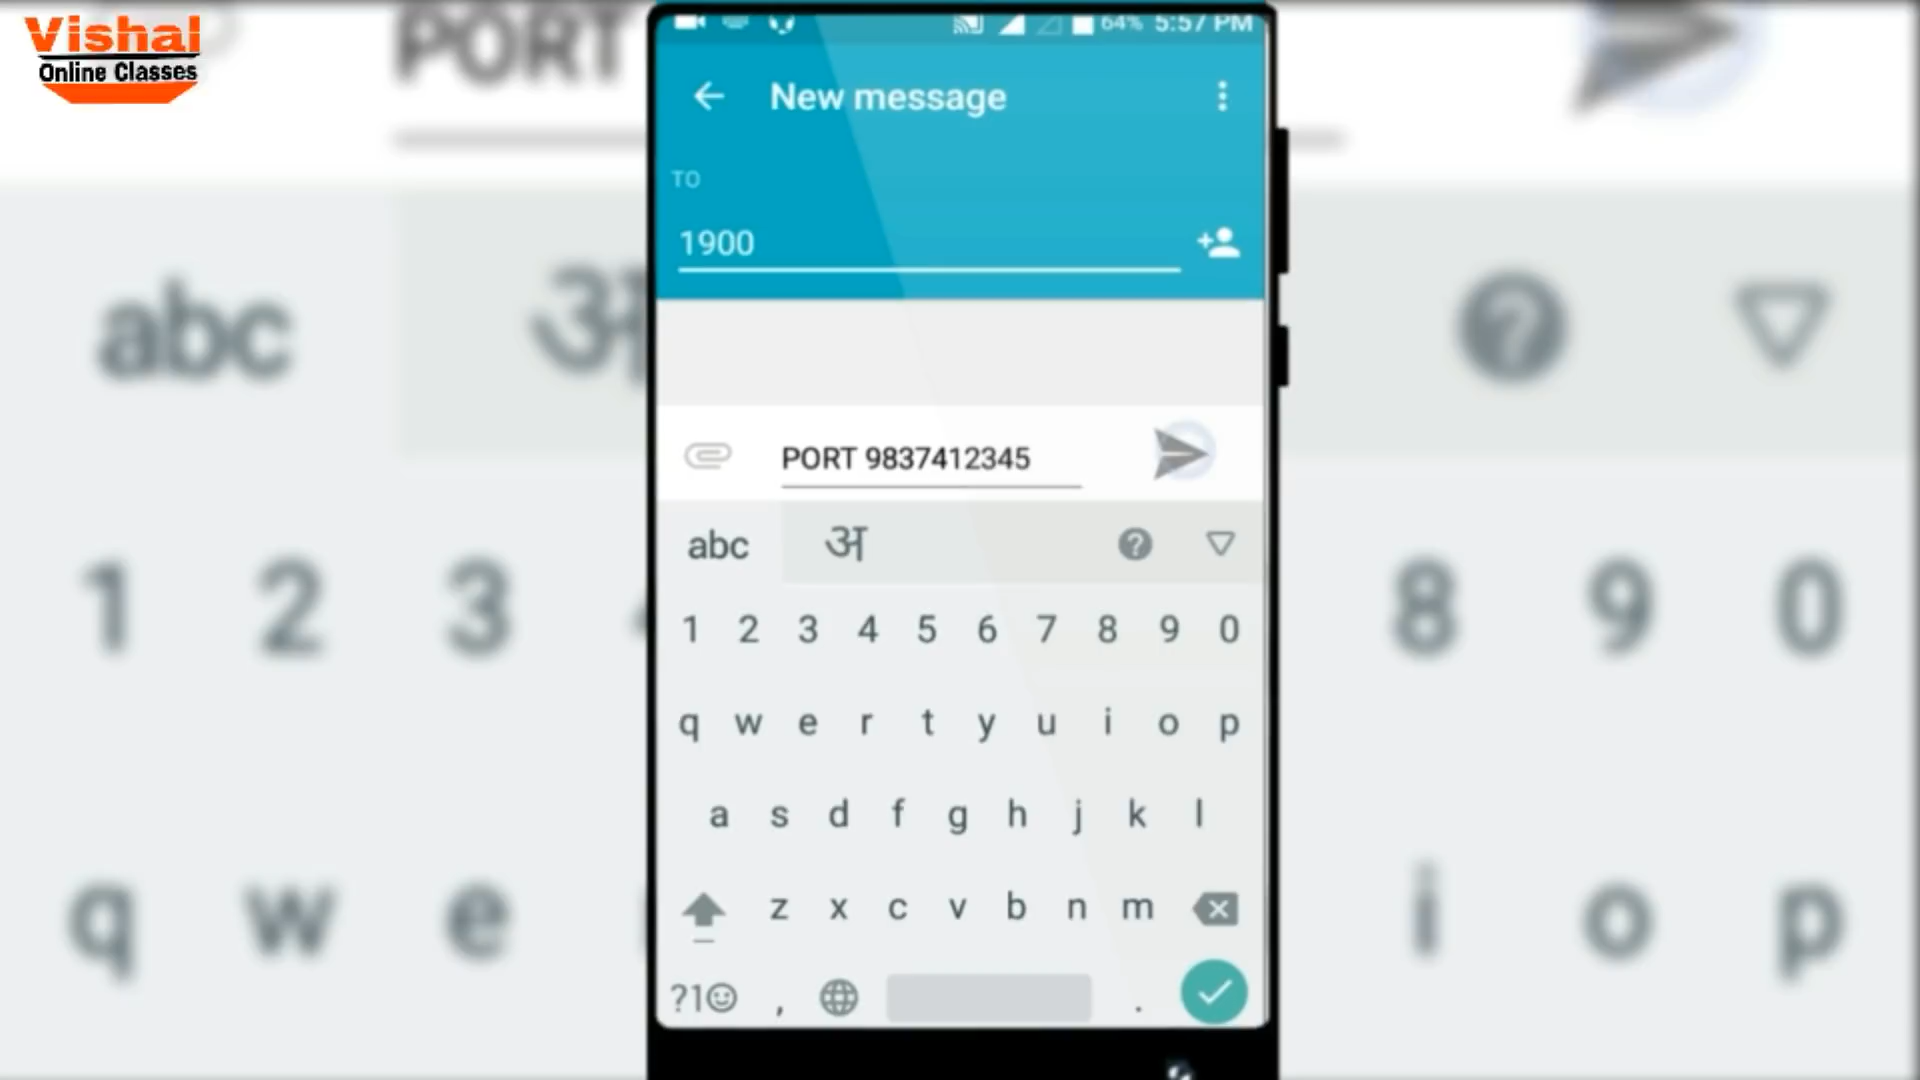 Vishal
Online Classes
PORT
64% 5:57 PM
New message
TO
1900
PORT 9837412345
abc अ
1 2 3 4 5 6 7 8 9 0
q w e r t y u i o p
a s d f g h j k l
z x c v b n m
?1☺ , .
abc अ
1 2 3 8 9 0
q w e i o p